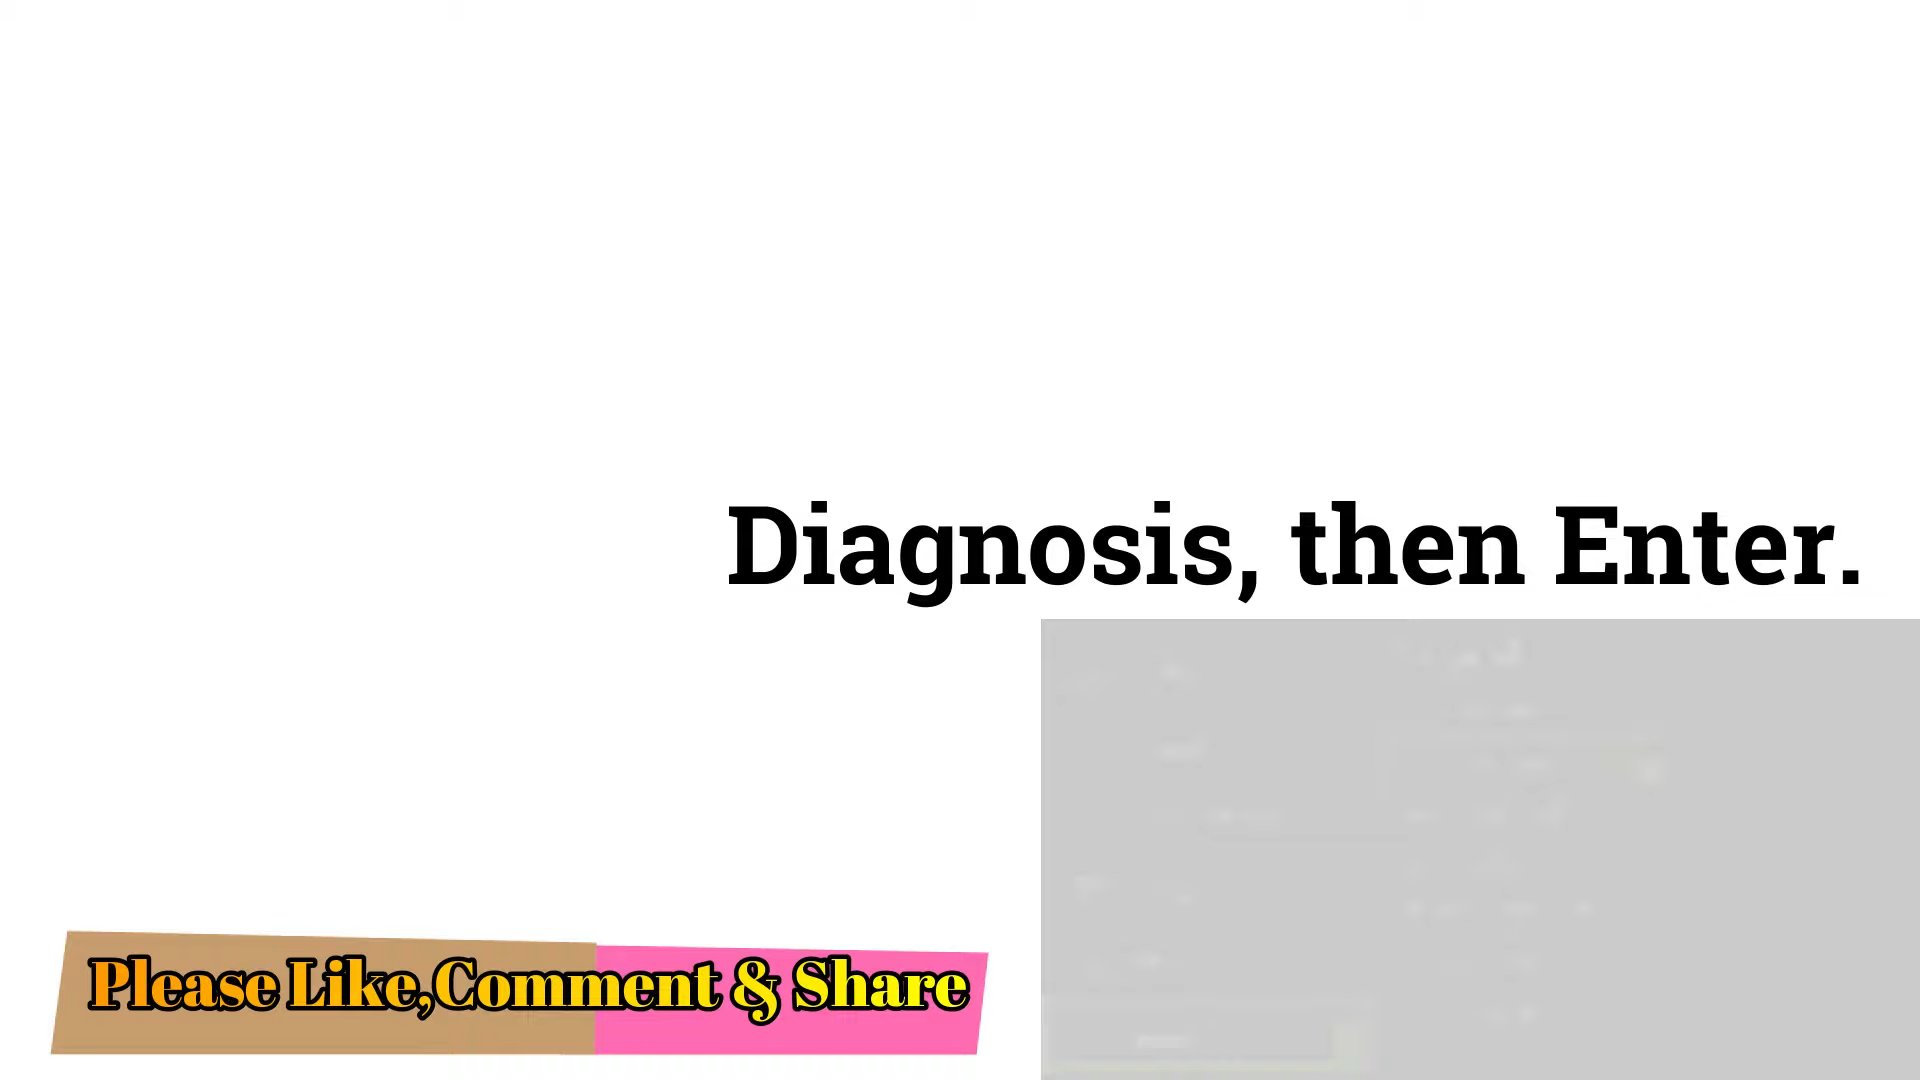 Diagnosis, then Enter.
Please Like,Comment & Share